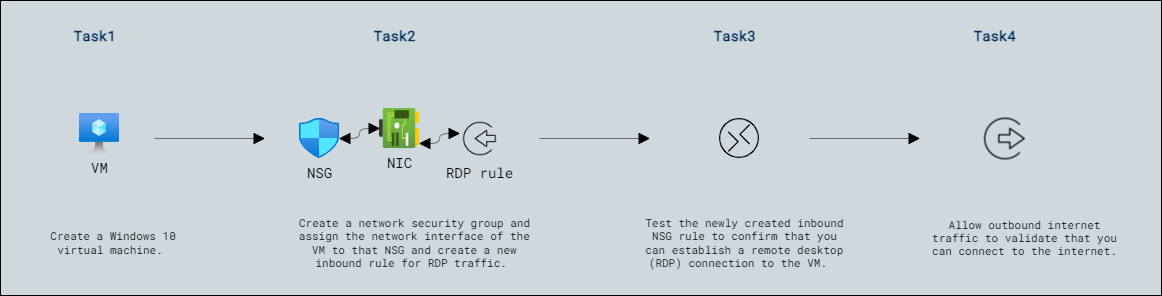 Task1
Task2
Task3
Task4
VM
NSG
NIC
RDP rule
Create a Windows 10
virtual machine.
Create a network security group and
assign the network interface of the
VM to that NSG and create a new
inbound rule for RDP traffic.
Test the newly created inbound
NSG rule to confirm that you
can establish a remote desktop
(RDP) connection to the VM.
Allow outbound internet
traffic to validate that you
can connect to the internet.